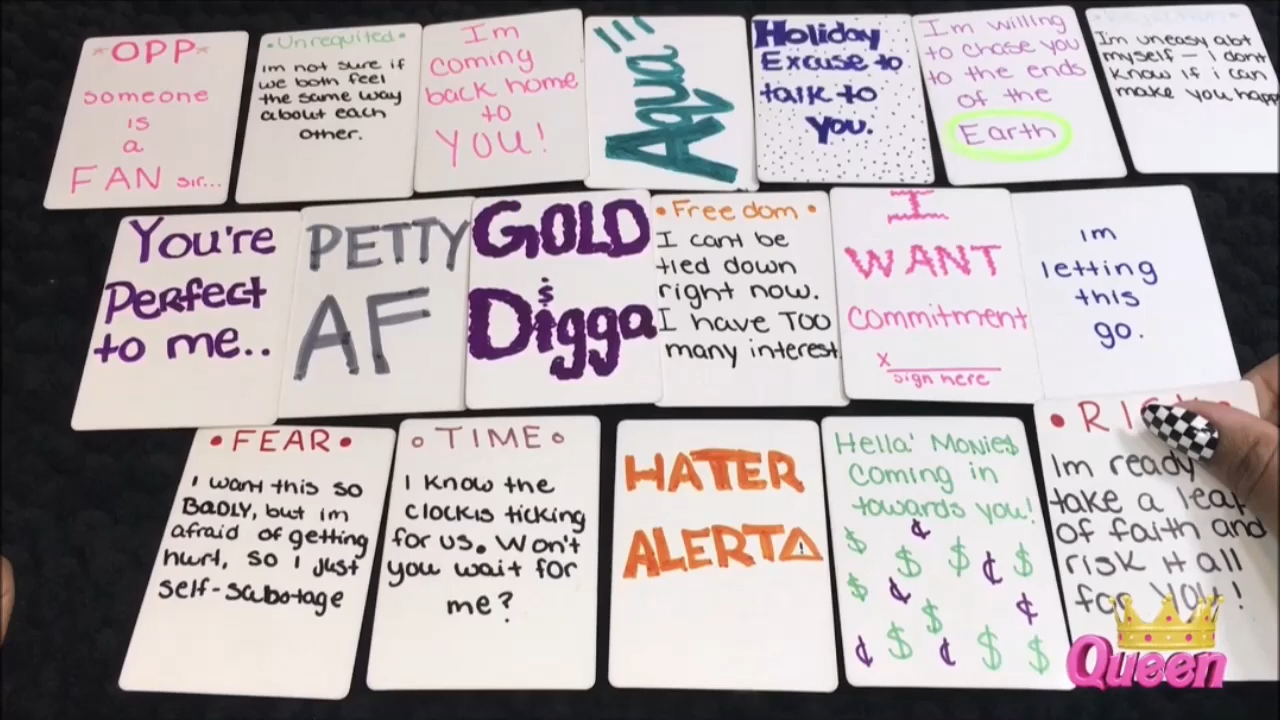 *OPP*
someone
is
a
FAN sir...
•Unrequited•
im not sure if
we both feel
the same way
about each
other.
Im
coming
back home
to
YOU!
Aqua
Holiday
Excuse to
talk to
You.
Im willing
to chase you
to the ends
of the
Earth
Im uneasy abt
myself - I dont
know if i can
make you happ
You're
Perfect
to me..
PETTY
AF
GOLD
$
Digga
•Freedom•
I cant be
tied down
right now.
I have TOO
many interest
I
WANT
commitment
x
sign here
im
letting
this
go.
•FEAR•
I want this so
BADLY, but im
afraid of getting
hurt, so I just
self-sabotage
°TIME°
I know the
clock is ticking
for us. Won't
you wait for
me?
HATER
ALERT⚠
Hella' Monies
coming in
towards you!
$ ¢
$ $ ¢ $
$ ¢ ¢
$
¢ $ ¢ $ $
•RIS
Im ready
take a leap
of faith and
risk it all
for YOU!
Queen